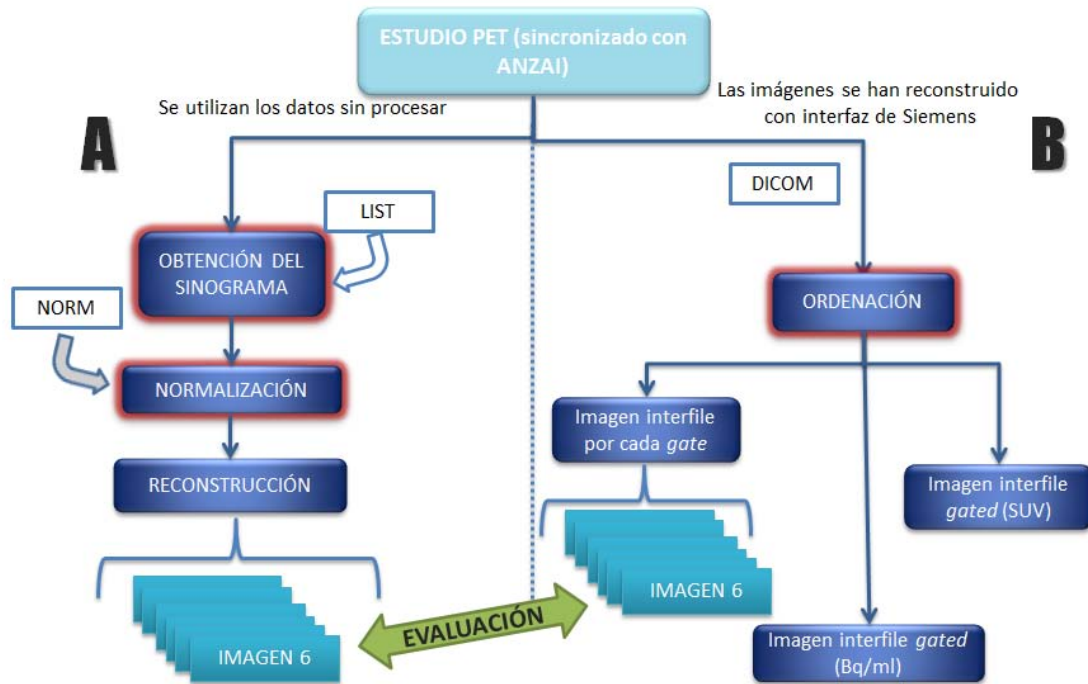 ESTUDIO PET (sincronizado con
ANZAI)
Se utilizan los datos sin procesar
Las imágenes se han reconstruido
con interfaz de Siemens
A
B
DICOM
LIST
OBTENCIÓN DEL
SINOGRAMA
NORM
ORDENACIÓN
NORMALIZACIÓN
Imagen interfile
por cada gate
RECONSTRUCCIÓN
Imagen interfile
gated (SUV)
IMAGEN 6
EVALUACIÓN
IMAGEN 6
Imagen interfile gated
(Bq/ml)